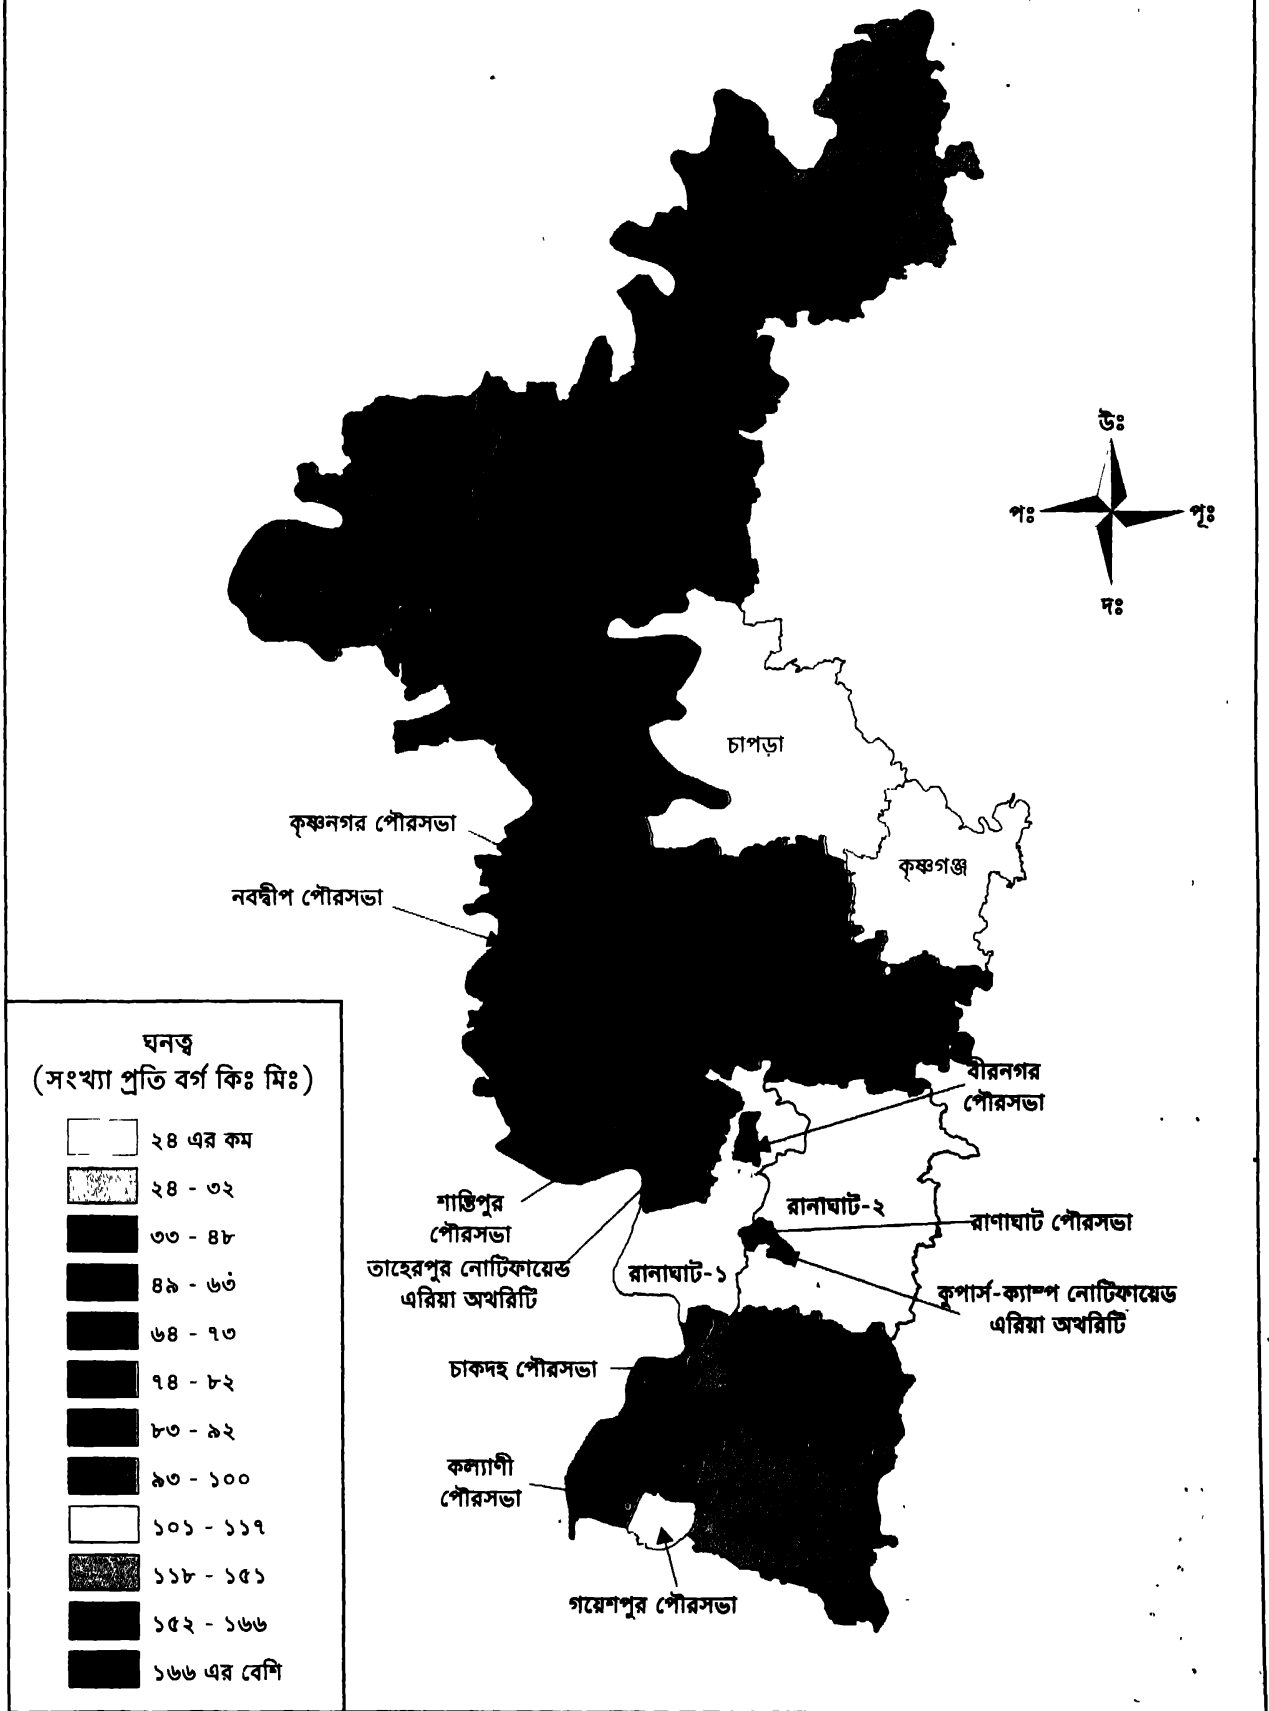 উঃ
পঃ
পূঃ
দঃ
চাপড়া
কৃষ্ণনগর পৌরসভা
কৃষ্ণগঞ্জ
নবদ্বীপ পৌরসভা
বীরনগর
পৌরসভা
শান্তিপুর
পৌরসভা
রানাঘাট-২
রাণাঘাট পৌরসভা
তাহেরপুর নোটিফায়েড
এরিয়া অথরিটি
রানাঘাট-১
কুপার্স-ক্যাম্প নোটিফায়েড
এরিয়া অথরিটি
চাকদহ পৌরসভা
কল্যাণী
পৌরসভা
গয়েশপুর পৌরসভা
ঘনত্ব
(সংখ্যা প্রতি বর্গ কিঃ মিঃ)
২৪ এর কম
২৪ - ৩২
৩৩ - ৪৮
৪৯ - ৬৩
৬৪ - ৭৩
৭৪ - ৮২
৮৩ - ৯২
৯৩ - ১০০
১০১ - ১১৭
১১৮ - ১৫১
১৫২ - ১৬৬
১৬৬ এর বেশি